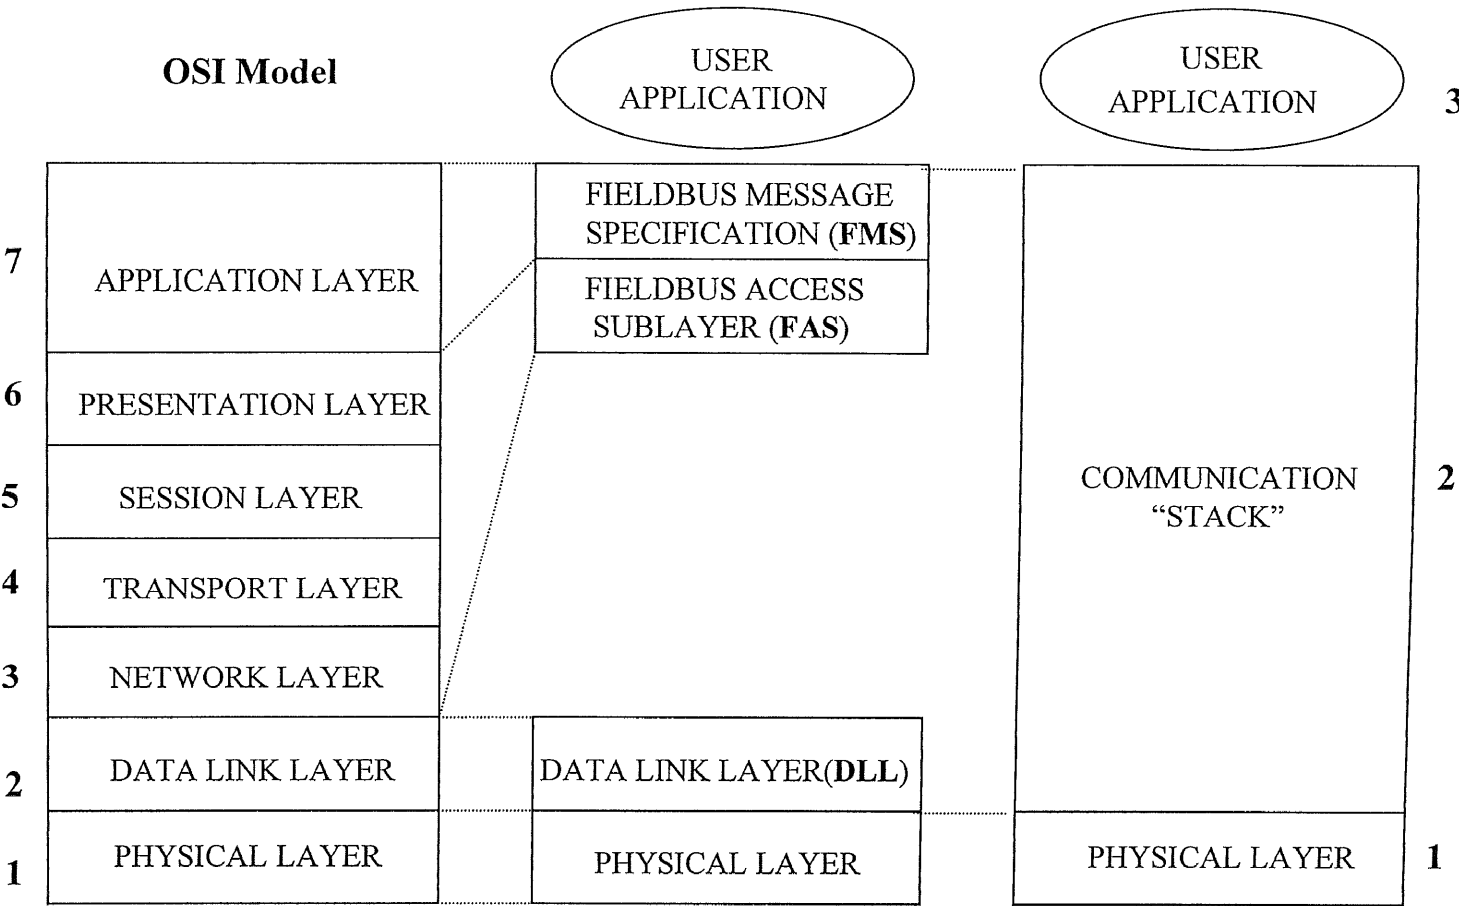 OSI Model
7
APPLICATION LAYER
6
PRESENTATION LAYER
5
SESSION LAYER
4
TRANSPORT LAYER
3
NETWORK LAYER
2
DATA LINK LAYER
1
PHYSICAL LAYER
USER
APPLICATION
FIELDBUS MESSAGE
SPECIFICATION (FMS)
FIELDBUS ACCESS
SUBLAYER (FAS)
DATA LINK LAYER(DLL)
PHYSICAL LAYER
USER
APPLICATION
3
COMMUNICATION
“STACK”
2
PHYSICAL LAYER
1